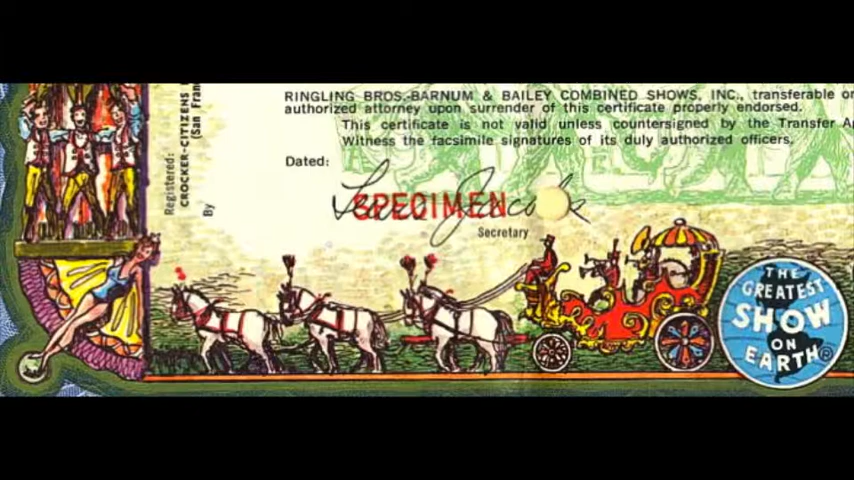 RINGLING BROS.-BARNUM & BAILEY COMBINED SHOWS, INC., transferable
authorized attorney upon surrender of this certificate properly endorsed.
This certificate is not valid unless countersigned by the Transfer
Witness the facsimile signatures of its duly authorized officers.
Dated:
SPECIMEN
Secretary
Registered:
CROCKER-CITIZENS
(San
By
THE
GREATEST
SHOW
ON
EARTH®